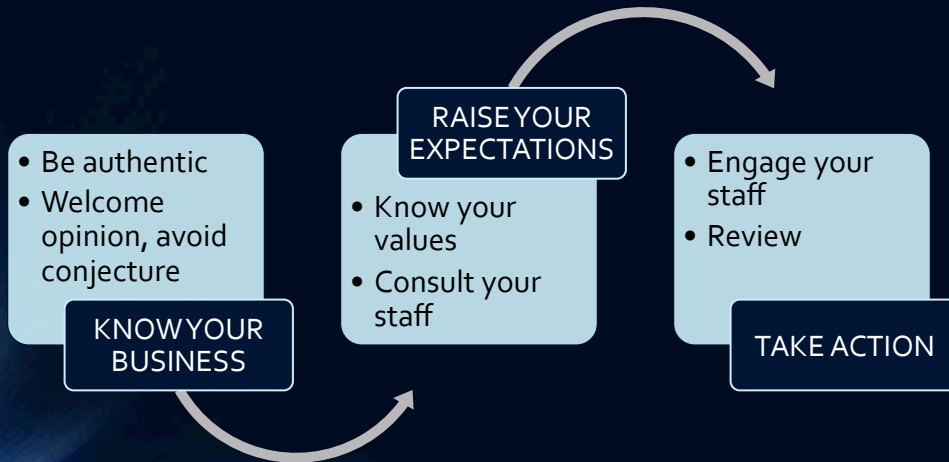 • Be authentic
• Welcome
opinion, avoid
conjecture
KNOW YOUR
BUSINESS
RAISE YOUR
EXPECTATIONS
• Know your
values
• Consult your
staff
• Engage your
staff
• Review
TAKE ACTION